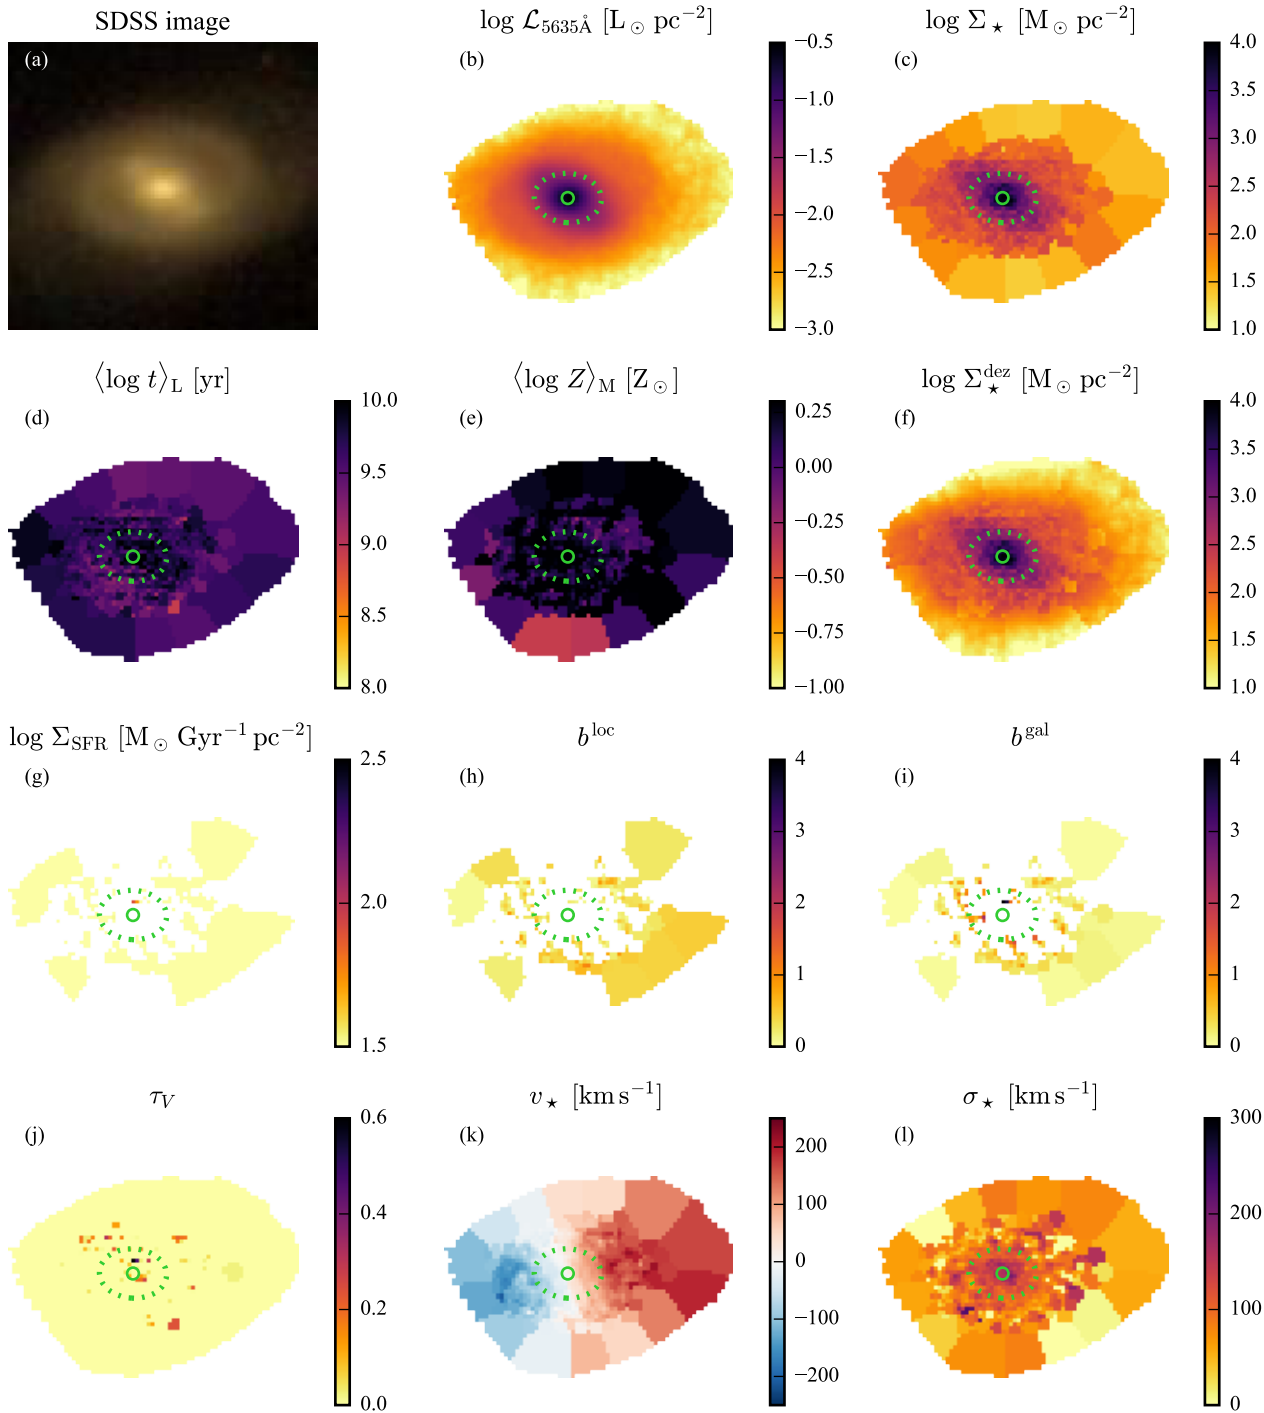 SDSS image
log ℒ₅₆₃₅Å [L⊙ pc⁻²]
log Σ⋆ [M⊙ pc⁻²]
(a)
(b)
−0.5
−1.0
−1.5
−2.0
−2.5
−3.0
(c)
4.0
3.5
3.0
2.5
2.0
1.5
1.0
⟨log t⟩L [yr]
⟨log Z⟩M [Z⊙]
log Σ⋆^dez [M⊙ pc⁻²]
(d)
10.0
9.5
9.0
8.5
8.0
(e)
0.25
0.00
−0.25
−0.50
−0.75
−1.00
(f)
4.0
3.5
3.0
2.5
2.0
1.5
1.0
log Σ_SFR [M⊙ Gyr⁻¹ pc⁻²]
b^loc
b^gal
(g)
2.5
2.0
1.5
(h)
4
3
2
1
0
(i)
4
3
2
1
0
τ_V
v⋆ [km s⁻¹]
σ⋆ [km s⁻¹]
(j)
0.6
0.4
0.2
0.0
(k)
200
100
0
−100
−200
(l)
300
200
100
0